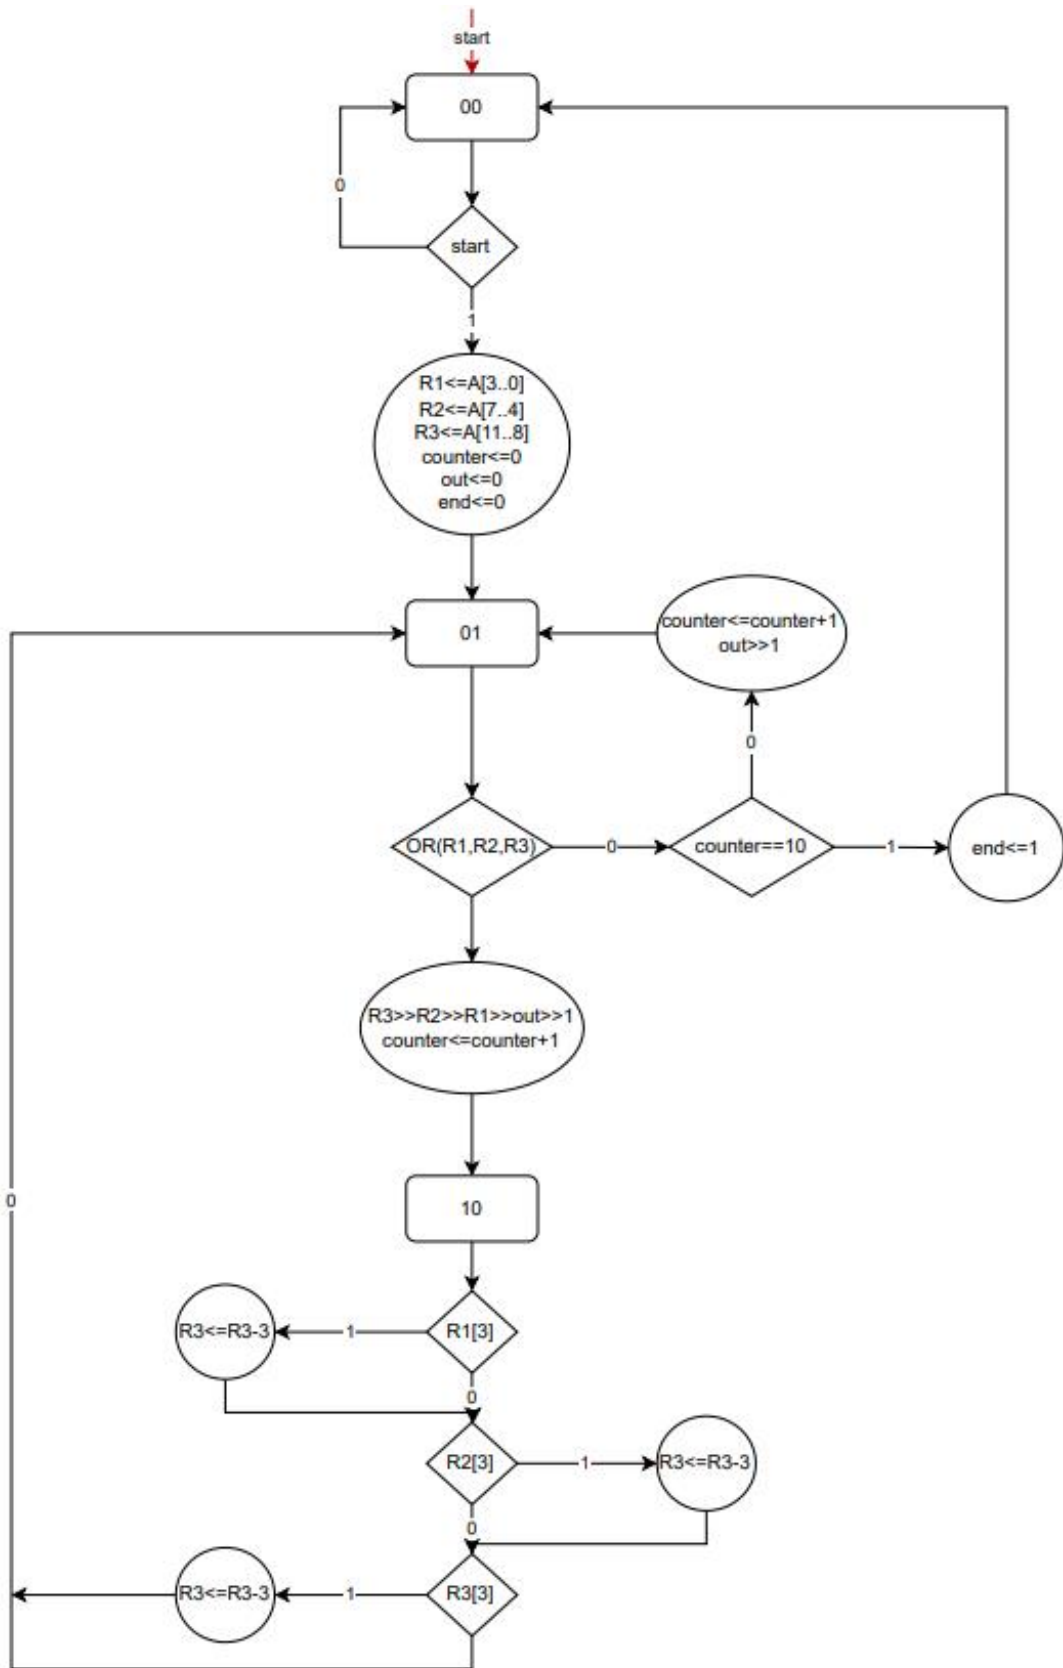 start
00
0
start
1
R1<=A[3..0]
R2<=A[7..4]
R3<=A[11..8]
counter<=0
out<=0
end<=0
01
counter<=counter+1
out>>1
0
OR(R1,R2,R3)
0
counter==10
1
end<=1
R3>>R2>>R1>>out>>1
counter<=counter+1
10
0
R3<=R3-3
1
R1[3]
0
R2[3]
1
R3<=R3-3
0
R3<=R3-3
1
R3[3]